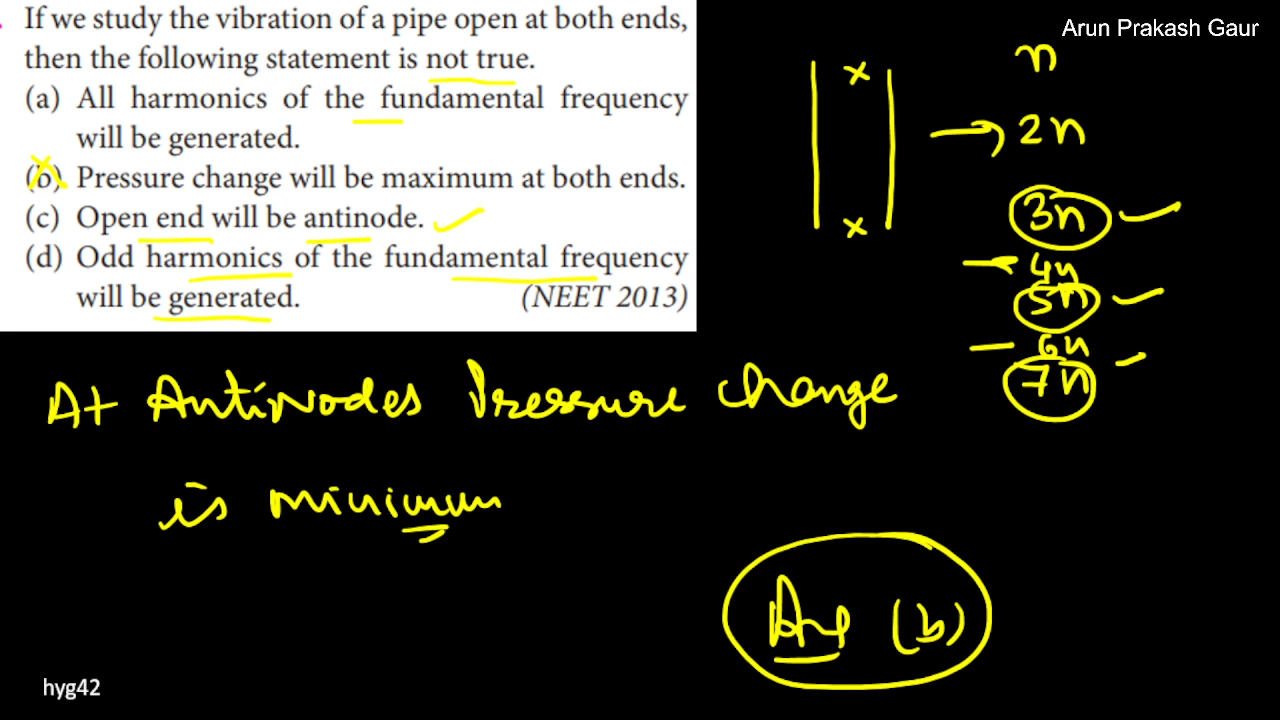 Arun Prakash Gaur
If we study the vibration of a pipe open at both ends,
then the following statement is not true.
(a) All harmonics of the fundamental frequency
will be generated.
(b) Pressure change will be maximum at both ends.
(c) Open end will be antinode.
(d) Odd harmonics of the fundamental frequency
will be generated. (NEET 2013)
x
x
n
2n
3n
4n
5n
6n
7n
At Antinodes Pressure change
is minimum
Ans (b)
hyg42